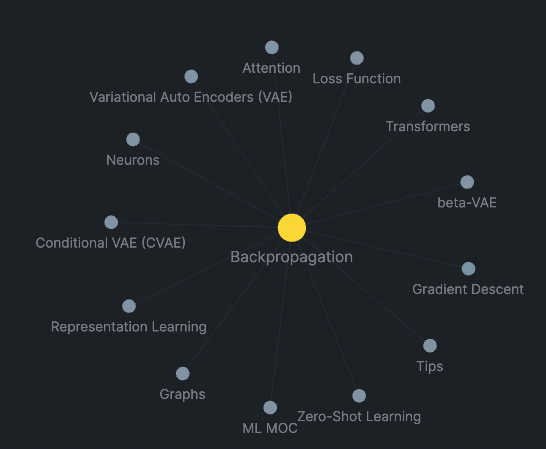 Attention
Loss Function
Variational Auto Encoders (VAE)
Transformers
Neurons
beta-VAE
Conditional VAE (CVAE)
Backpropagation
Gradient Descent
Representation Learning
Tips
Graphs
Zero-Shot Learning
ML MOC